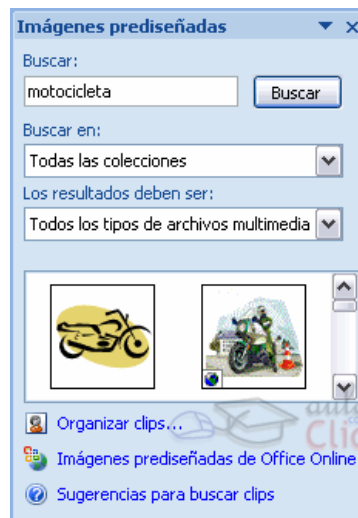 Imágenes prediseñadas
Buscar:
motocicleta
Buscar
Buscar en:
Todas las colecciones
Los resultados deben ser:
Todos los tipos de archivos multimedia
Organizar clips...
Imágenes prediseñadas de Office Online
Sugerencias para buscar clips